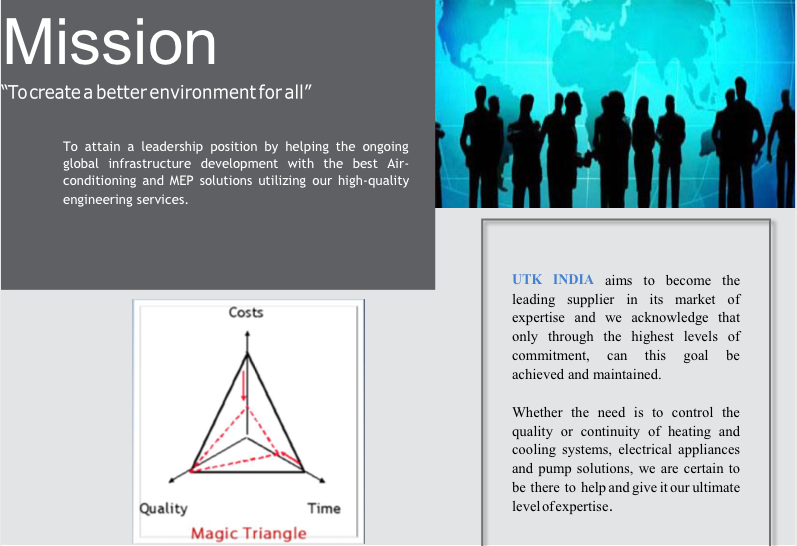 Mission
“To create a better environment for all”
To attain a leadership position by helping the ongoing
global infrastructure development with the best Air-
conditioning and MEP solutions utilizing our high-quality
engineering services.
Costs
Quality
Time
Magic Triangle
UTK INDIA aims to become the
leading supplier in its market of
expertise and we acknowledge that
only through the highest levels of
commitment, can this goal be
achieved and maintained.
Whether the need is to control the
quality or continuity of heating and
cooling systems, electrical appliances
and pump solutions, we are certain to
be there to help and give it our ultimate
level of expertise.